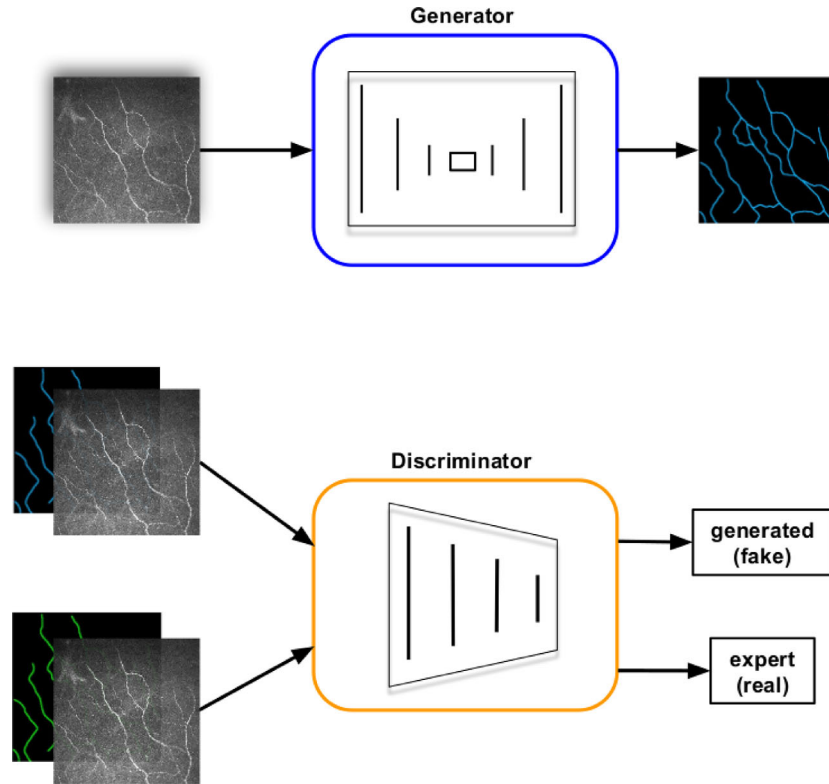 Generator
Discriminator
generated
(fake)
expert
(real)